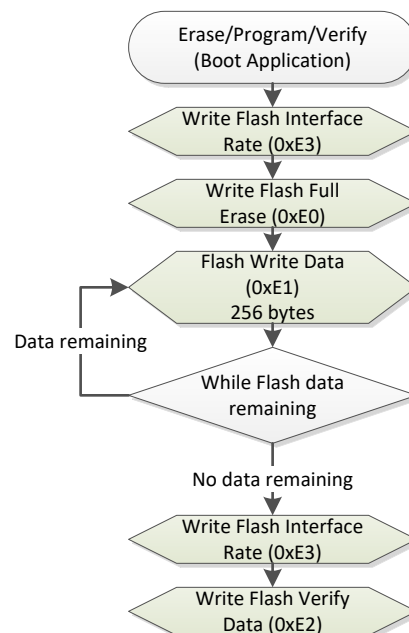 Erase/Program/Verify
(Boot Application)
Write Flash Interface
Rate (0xE3)
Write Flash Full
Erase (0xE0)
Flash Write Data
(0xE1)
256 bytes
Data remaining
While Flash data
remaining
No data remaining
Write Flash Interface
Rate (0xE3)
Write Flash Verify
Data (0xE2)